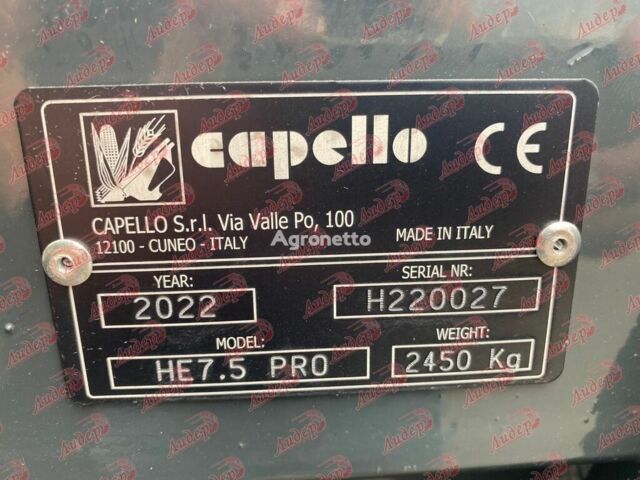 capello CE
CAPELLO S.r.l. Via Valle Po, 100
12100 - CUNEO - ITALY
Agronetto
MADE IN ITALY
YEAR:
2022
SERIAL NR:
H220027
MODEL:
HE7.5 PRO
WEIGHT:
2450 Kg
Лидер